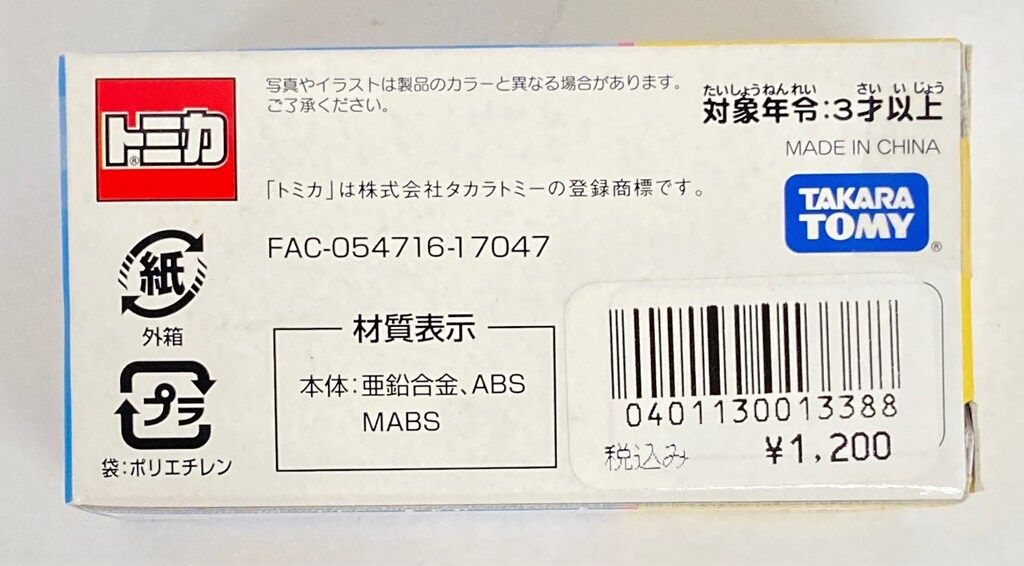 トミカ®
写真やイラストは製品のカラーと異なる場合があります。
ご了承ください。
たいしょうねんれい さいいじょう
対象年令:3才以上
MADE IN CHINA
「トミカ」は株式会社タカラトミーの登録商標です。
TAKARA
TOMY®
FAC-054716-17047
紙
外箱
プラ
袋:ポリエチレン
材質表示
本体:亜鉛合金、ABS
MABS
0401130013388
税込み ¥1,200